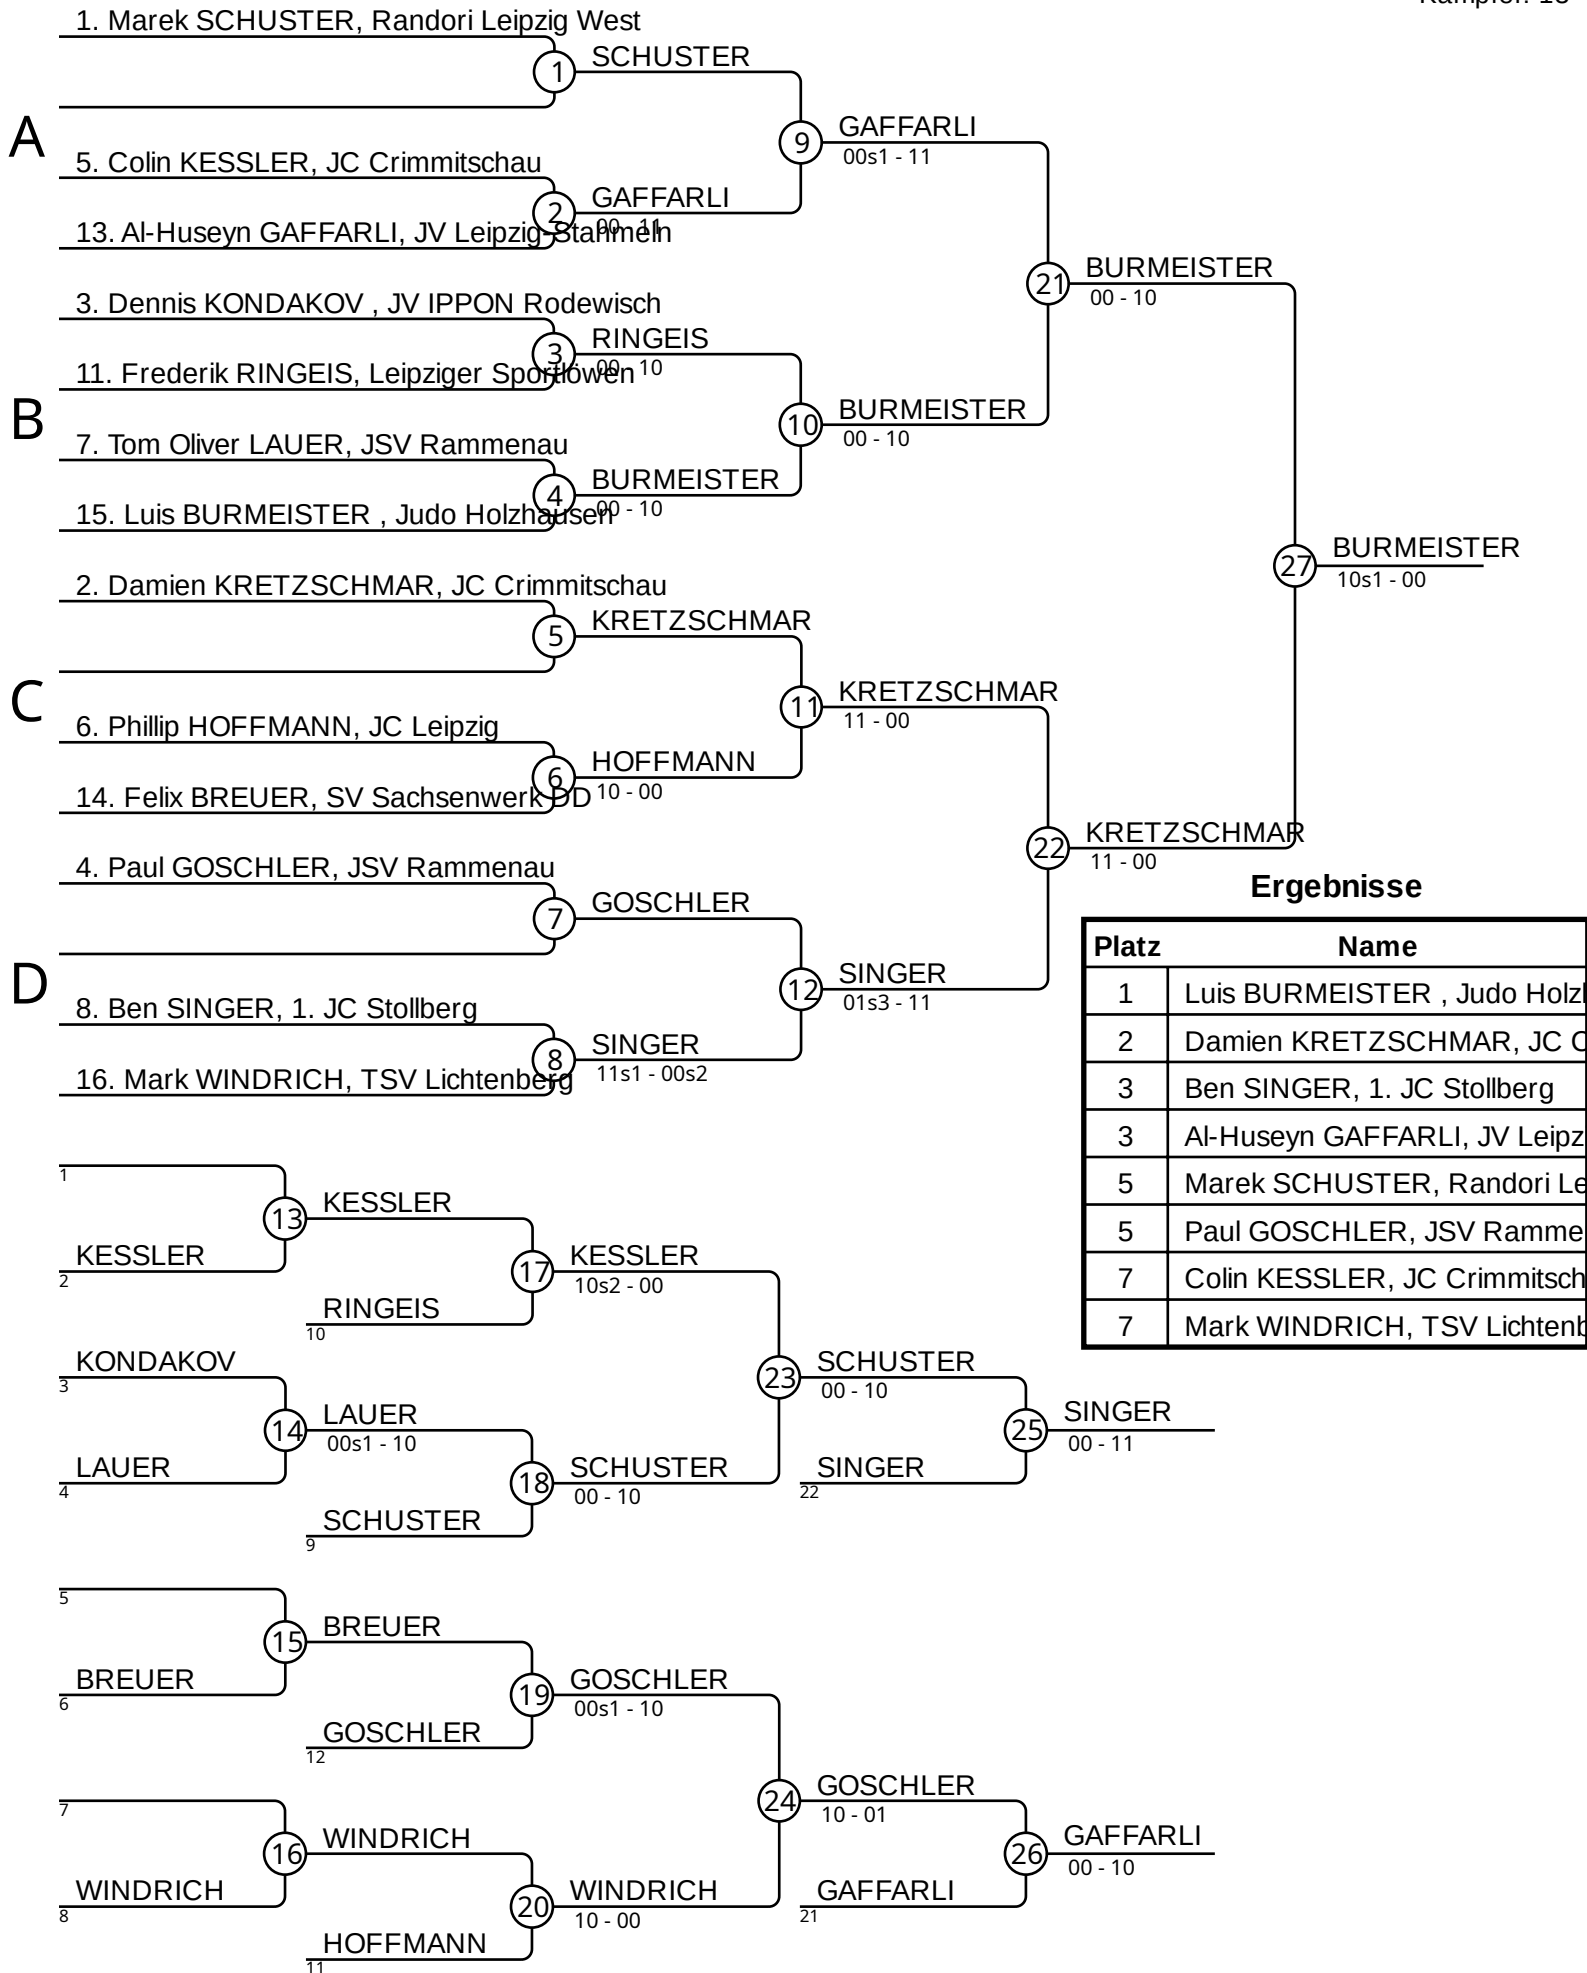 1. Marek SCHUSTER, Randori Leipzig West
1
SCHUSTER
A
9
GAFFARLI
00s1 - 11
5. Colin KESSLER, JC Crimmitschau
2
GAFFARLI
00 - 11
13. Al-Huseyn GAFFARLI, JV Leipzig-Stahmeln
21
BURMEISTER
00 - 10
3. Dennis KONDAKOV , JV IPPON Rodewisch
3
RINGEIS
00 - 10
11. Frederik RINGEIS, Leipziger Sportlöwen
B
10
BURMEISTER
00 - 10
7. Tom Oliver LAUER, JSV Rammenau
4
BURMEISTER
00 - 10
15. Luis BURMEISTER , Judo Holzhausen
27
BURMEISTER
10s1 - 00
2. Damien KRETZSCHMAR, JC Crimmitschau
5
KRETZSCHMAR
C
11
KRETZSCHMAR
11 - 00
6. Phillip HOFFMANN, JC Leipzig
6
HOFFMANN
10 - 00
14. Felix BREUER, SV Sachsenwerk DD
22
KRETZSCHMAR
11 - 00
4. Paul GOSCHLER, JSV Rammenau
7
GOSCHLER
D
12
SINGER
01s3 - 11
8. Ben SINGER, 1. JC Stollberg
8
SINGER
11s1 - 00s2
16. Mark WINDRICH, TSV Lichtenberg
Ergebnisse
Platz Name
1 Luis BURMEISTER , Judo
2 Damien KRETZSCHMAR, JC
3 Ben SINGER, 1. JC Stollberg
3 Al-Huseyn GAFFARLI, JV
5 Marek SCHUSTER, Randori
5 Paul GOSCHLER, JSV
7 Colin KESSLER, JC
7 Mark WINDRICH, TSV
1
13
KESSLER
KESSLER
2
17
KESSLER
10s2 - 00
RINGEIS
10
KONDAKOV
3
23
SCHUSTER
00 - 10
14
LAUER
00s1 - 10
25
SINGER
00 - 11
LAUER
4
18
SCHUSTER
00 - 10
SINGER
22
SCHUSTER
9
5
15
BREUER
BREUER
6
19
GOSCHLER
00s1 - 10
GOSCHLER
12
7
24
GOSCHLER
10 - 01
16
WINDRICH
26
GAFFARLI
00 - 10
WINDRICH
8
20
WINDRICH
10 - 00
GAFFARLI
21
HOFFMANN
11